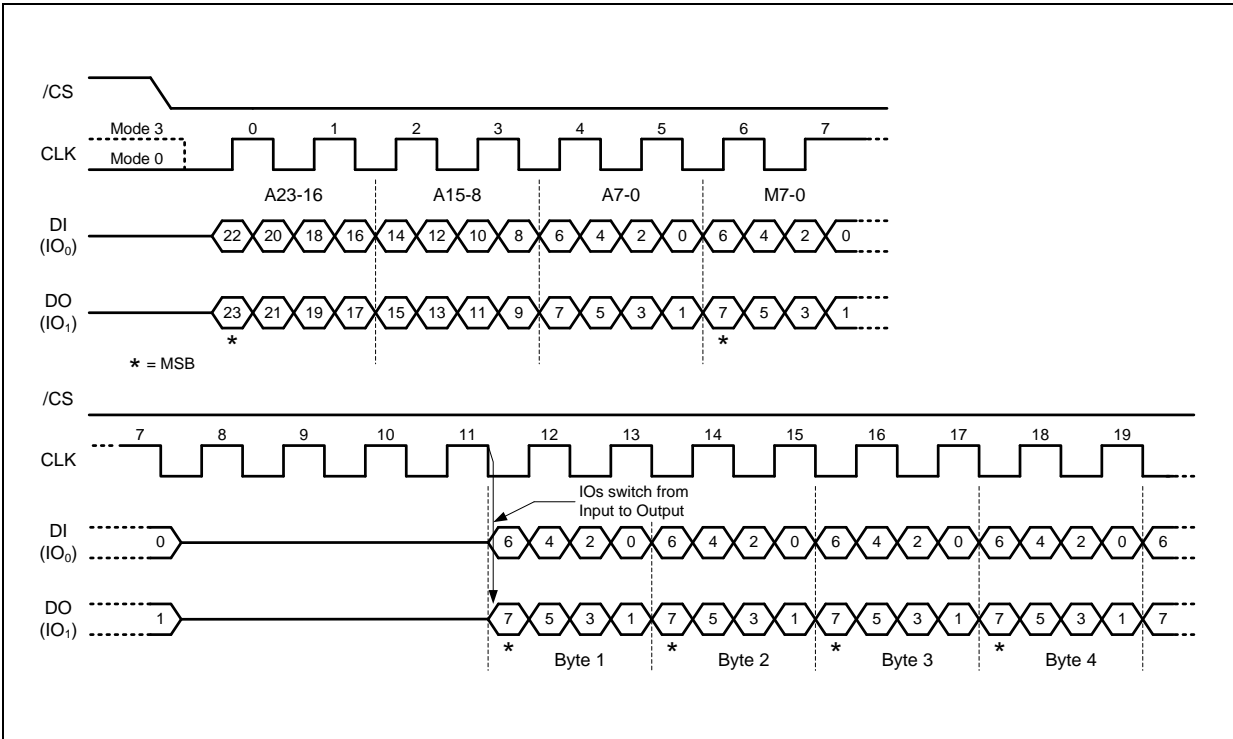 /CS
Mode 3
CLK
Mode 0
0 1 2 3 4 5 6 7
A23-16 A15-8 A7-0 M7-0
DI
(IO0)
22 20 18 16 14 12 10 8 6 4 2 0 6 4 2 0
DO
(IO1)
23 21 19 17 15 13 11 9 7 5 3 1 7 5 3 1
* *
* = MSB
/CS
7 8 9 10 11 12 13 14 15 16 17 18 19
CLK
IOs switch from
Input to Output
DI
(IO0)
0 6 4 2 0 6 4 2 0 6 4 2 0 6 4 2 0 6
DO
(IO1)
1 7 5 3 1 7 5 3 1 7 5 3 1 7 5 3 1 7
* Byte 1 * Byte 2 * Byte 3 * Byte 4